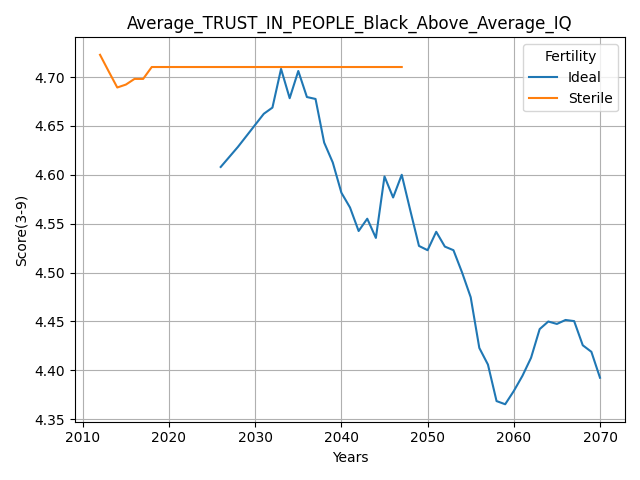 Average_TRUST_IN_PEOPLE_Black_Above_Average_IQ
Fertility
Ideal
Sterile
Score(3-9)
4.70
4.65
4.60
4.55
4.50
4.45
4.40
4.35
2010 2020 2030 2040 2050 2060 2070
Years